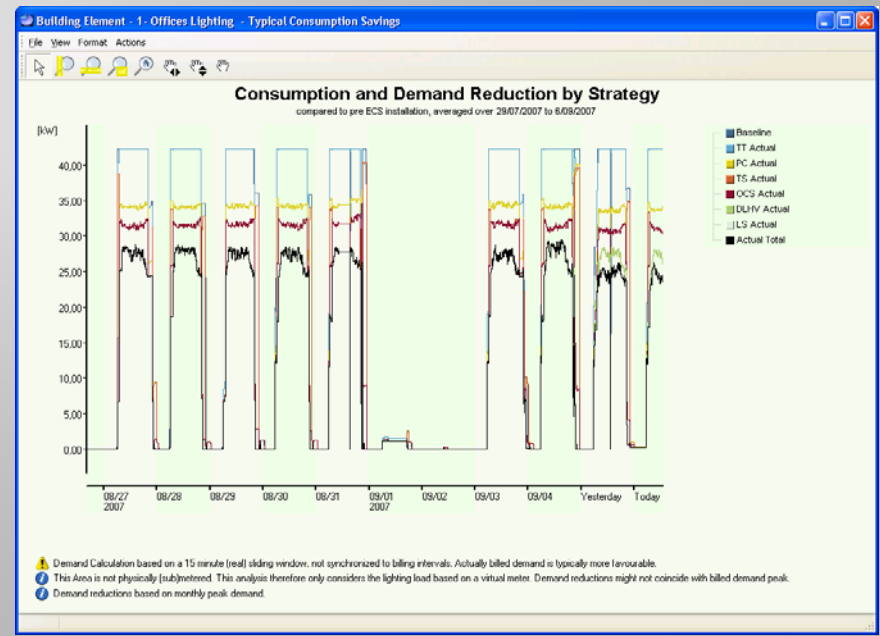 Building Element - 1- Offices Lighting - Typical Consumption Savings
File View Format Actions
Consumption and Demand Reduction by Strategy
compared to pre ECS installation, averaged over 29/07/2007 to 6/09/2007
[kW]
40,00
35,00
30,00
25,00
20,00
15,00
10,00
5,00
0,00
08/27 08/28 08/29 08/30 08/31 09/01 09/02 09/03 09/04 Yesterday Today
2007 2007
Baseline
TT Actual
PC Actual
TS Actual
OCS Actual
DLHV Actual
LS Actual
Actual Total
Demand Calculation based on a 15 minute (real) sliding window, not synchronized to billing intervals. Actually billed demand is typically more favourable.
This Area is not physically (sub)metered. This analysis therefore only considers the lighting load based on a virtual meter. Demand reductions might not coincide with billed demand peak.
Demand reductions based on monthly peak demand.